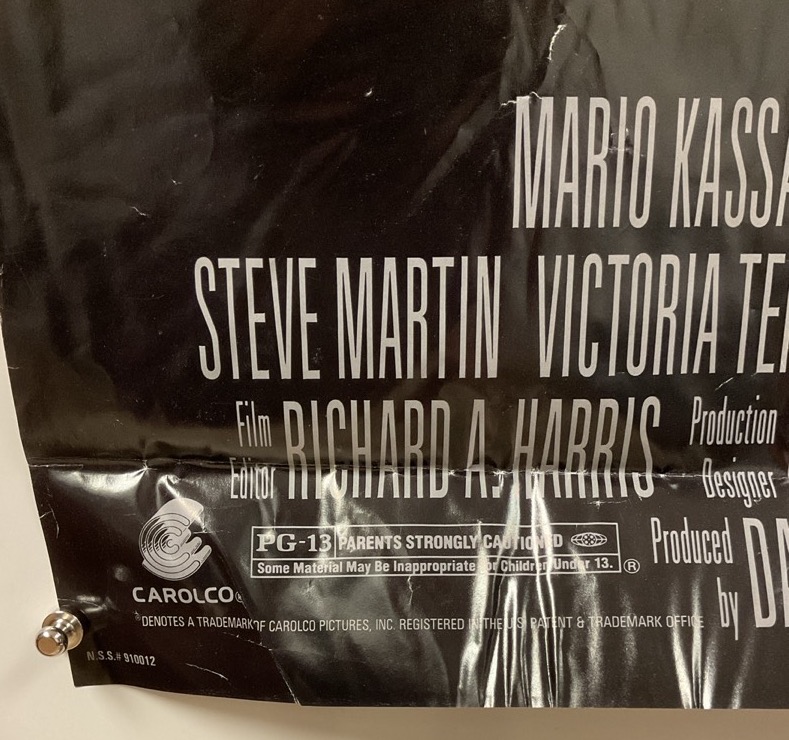 MARIO KASSA
STEVE MARTIN VICTORIA TE
Film Editor RICHARD A. HARRIS Production Designer
PG-13 PARENTS STRONGLY CAUTIONED
Some Material May Be Inappropriate for Children Under 13. ®
Produced by DA
CAROLCO®
®DENOTES A TRADEMARK OF CAROLCO PICTURES, INC. REGISTERED IN THE U.S. PATENT & TRADEMARK OFFICE
N.S.S.# 910012